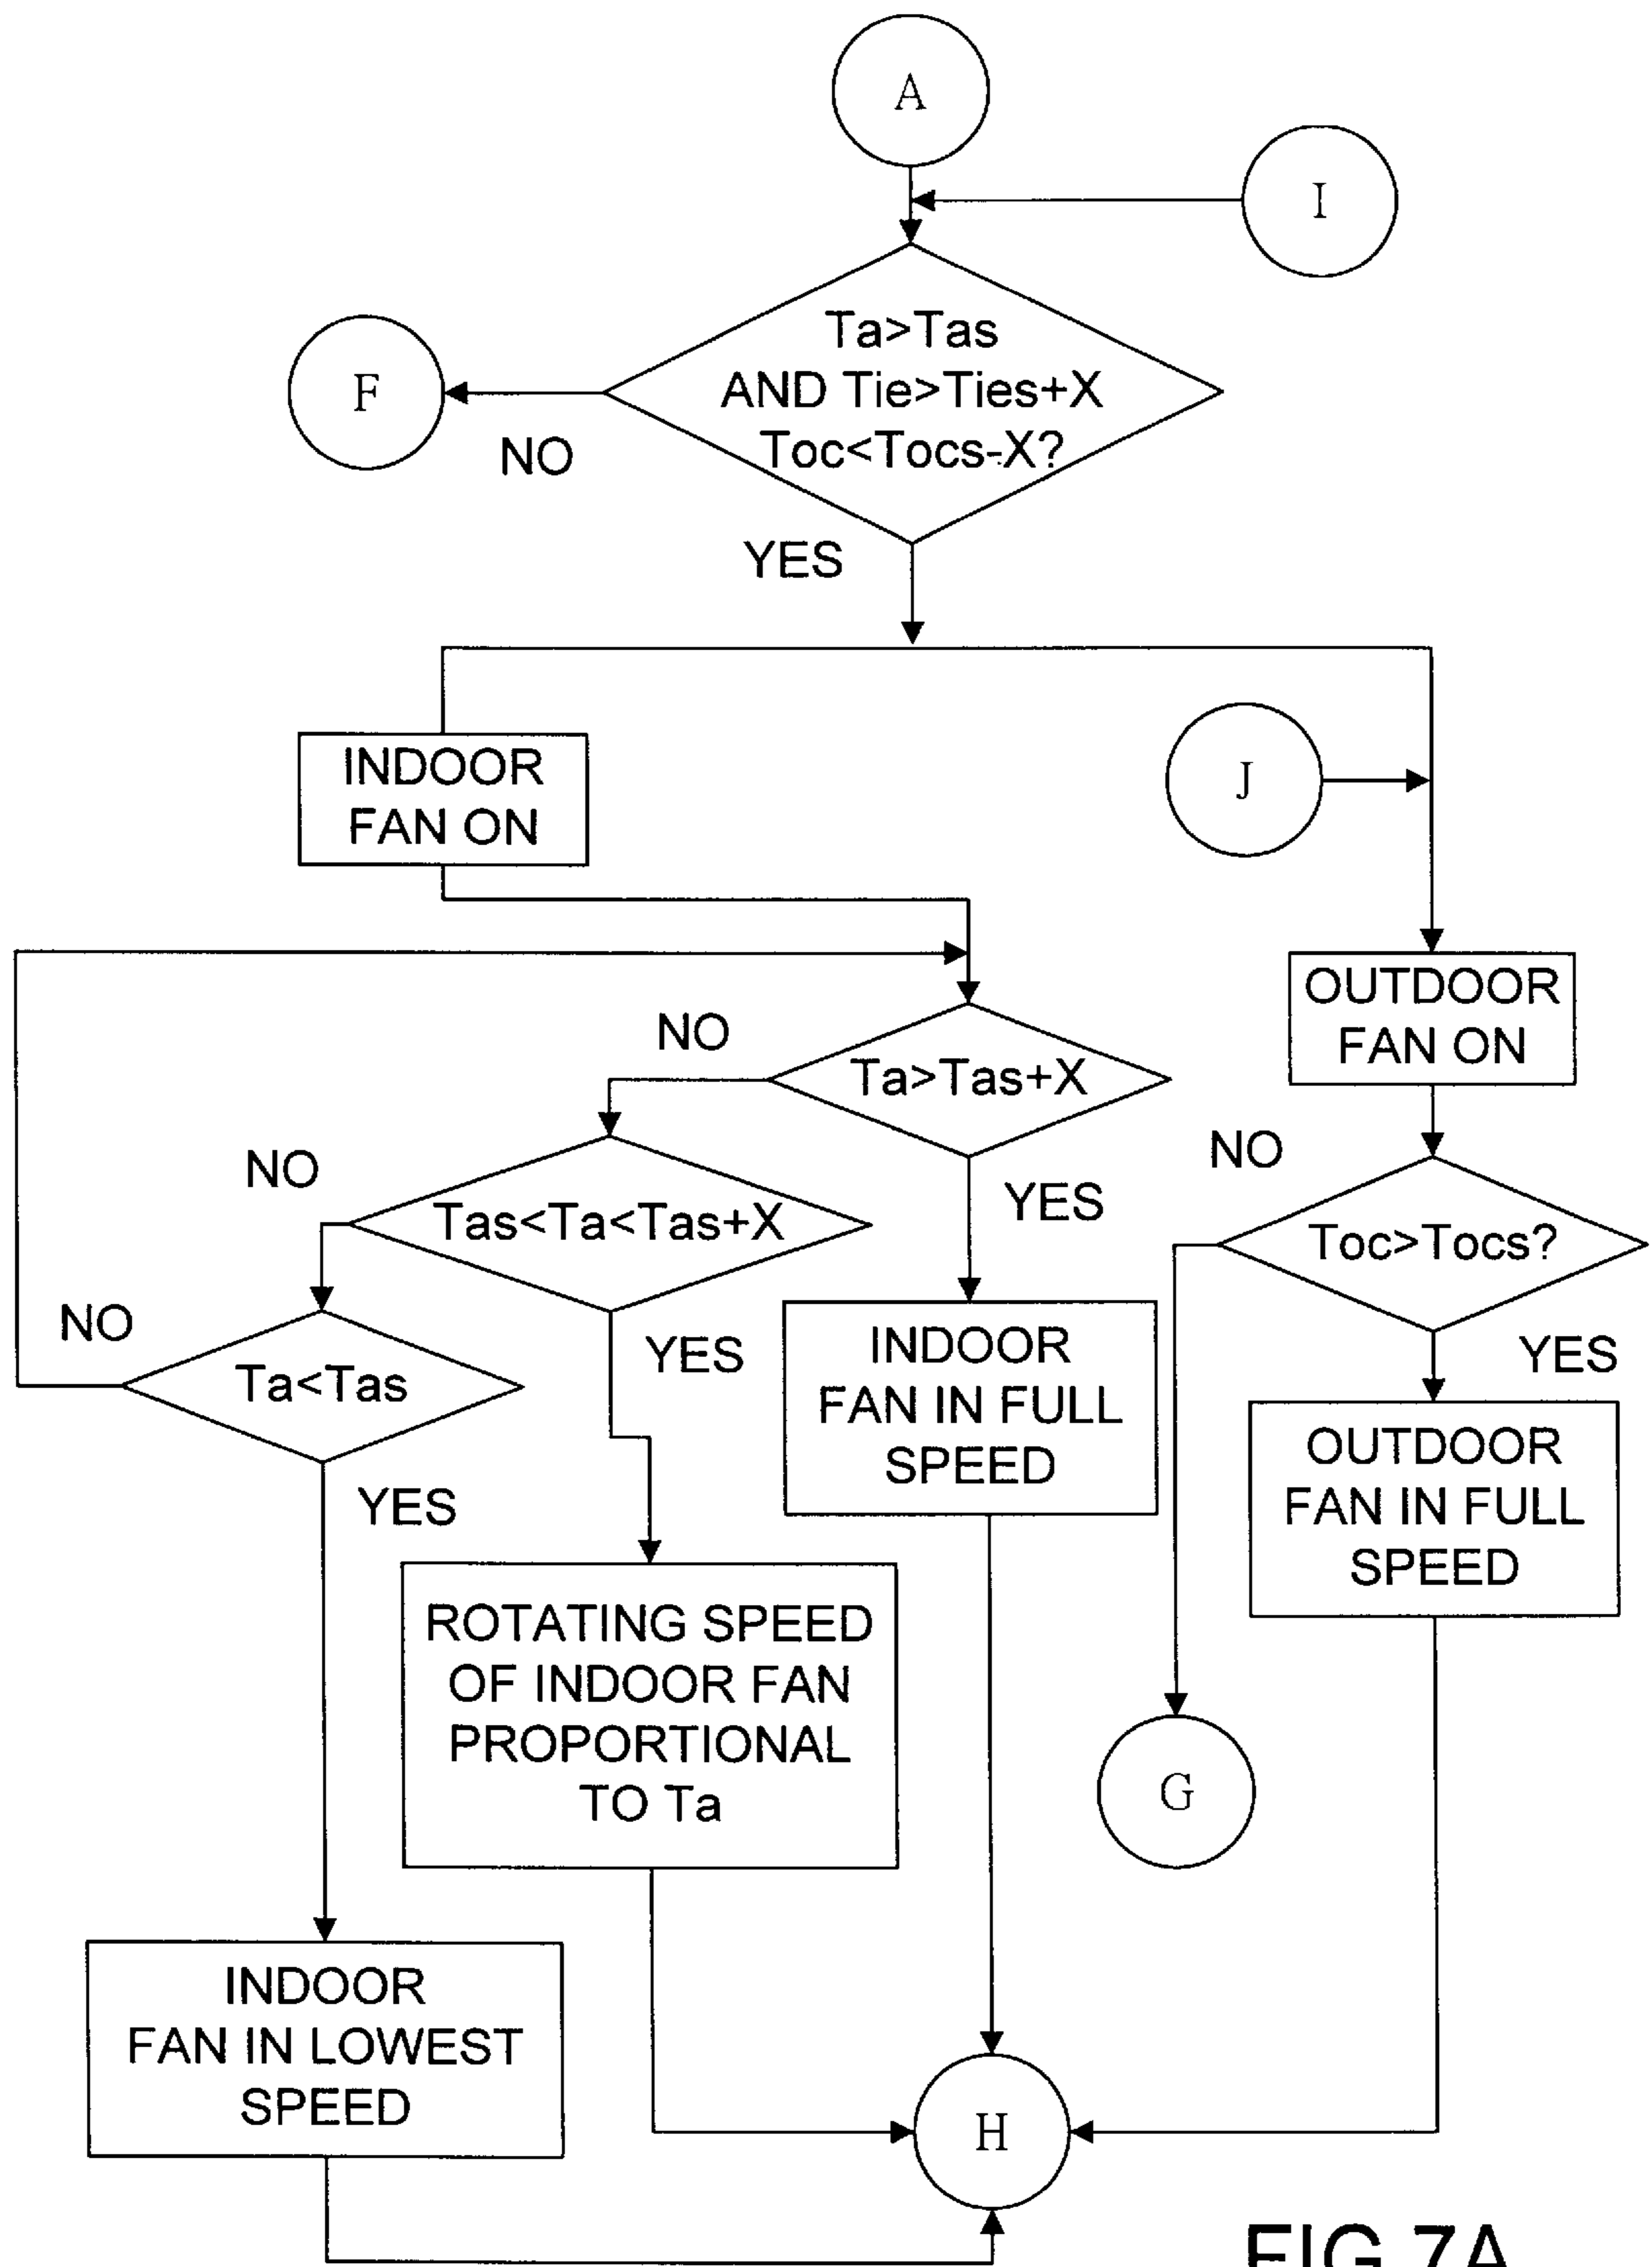 A
I
Ta>Tas
AND Tie>Ties+X
Toc<Tocs-X?
F
NO
YES
INDOOR
FAN ON
J
OUTDOOR
FAN ON
NO
Ta>Tas+X
NO
Tas<Ta<Tas+X
YES
NO
Toc>Tocs?
YES
NO
Ta<Tas
YES
INDOOR
FAN IN FULL
SPEED
OUTDOOR
FAN IN FULL
SPEED
YES
ROTATING SPEED
OF INDOOR FAN
PROPORTIONAL
TO Ta
G
INDOOR
FAN IN LOWEST
SPEED
H
FIG.7A